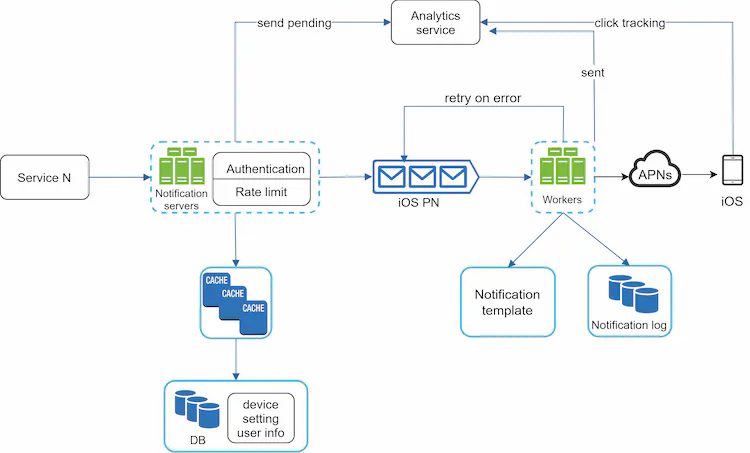 send pending
Analytics
service
click tracking
sent
retry on error
Service N
Notification
servers
Authentication
Rate limit
iOS PN
Workers
APNs
iOS
CACHE
CACHE
CACHE
Notification
template
Notification log
DB
device
setting
user info